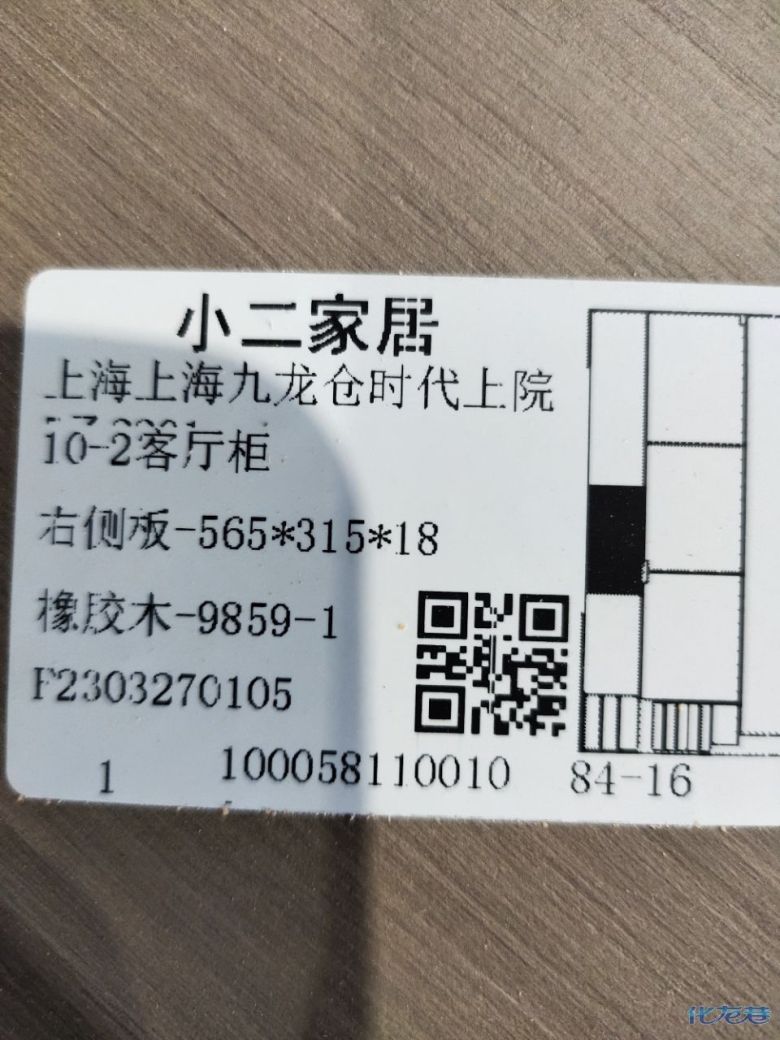 小二家居
上海上海九龙仓时代上院
10-2客厅柜
右侧板-565*315*18
橡胶木-9859-1
F2303270105
1 100058110010 84-16
化龙巷